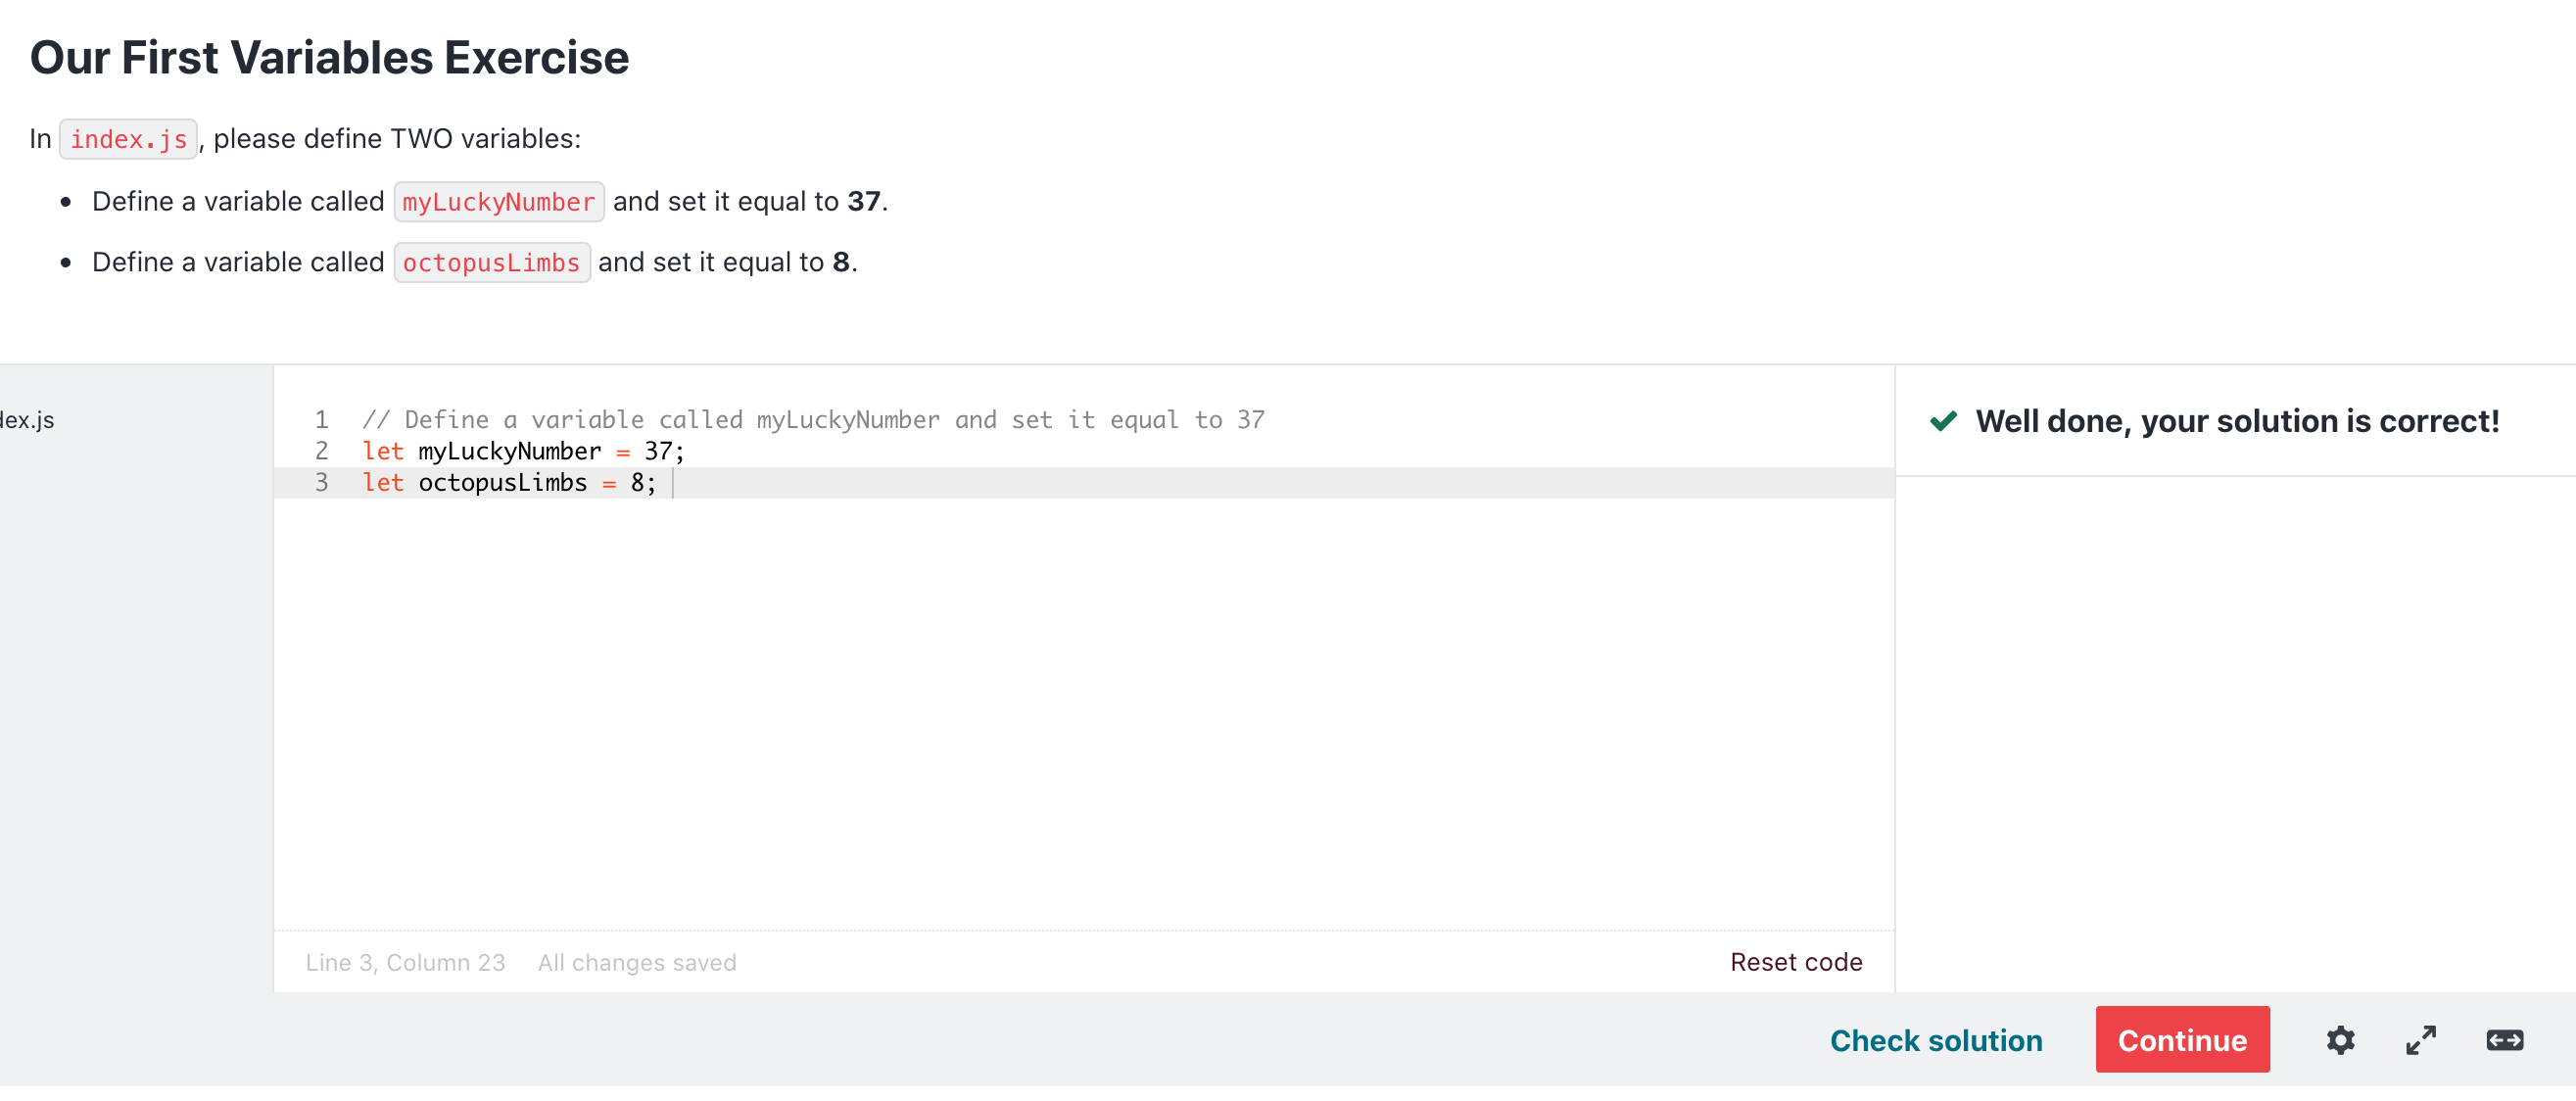 Our First Variables Exercise
In index.js, please define TWO variables:
• Define a variable called myLuckyNumber and set it equal to 37.
• Define a variable called octopusLimbs and set it equal to 8.
dex.js
1 // Define a variable called myLuckyNumber and set it equal to 37
2 let myLuckyNumber = 37;
3 let octopusLimbs = 8;
Well done, your solution is correct!
Line 3, Column 23 All changes saved Reset code
Check solution Continue